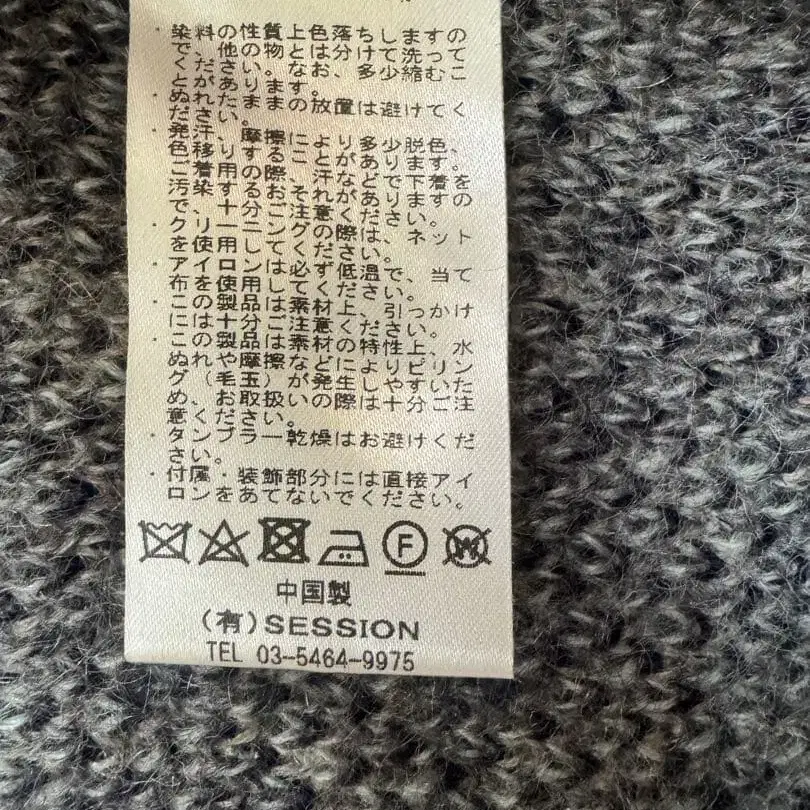 ・染料の性質上色落ちしますの
で、他の物とは分けて洗って
ください。なお、多少縮むこ
とがあります。
・ぬれたままの放置は避けてく
ださい。
・発汗、摩擦により多少脱色、
色移りすることがあります。
ご着用の際、汗などで下着を
汚染するおそれがありますの
で、十分ご注意ください。
・クリーニングの際は、ネット
を使用してください。
・アイロンは必ず低温で、当て
布を使用してください。
・この製品は素材上、引っかけ
には十分ご注意ください。
・この製品は素材の特性上、水
ぬれや摩擦などによりピリン
グ（毛玉）が発生しやすいた
め、お取扱いの際は十分ご注
意ください。
・タンブラー乾燥はお避けくだ
さい。
・付属・装飾部分には直接アイ
ロンをあてないでください。
F W
中国製
(有)SESSION
TEL 03-5464-9975